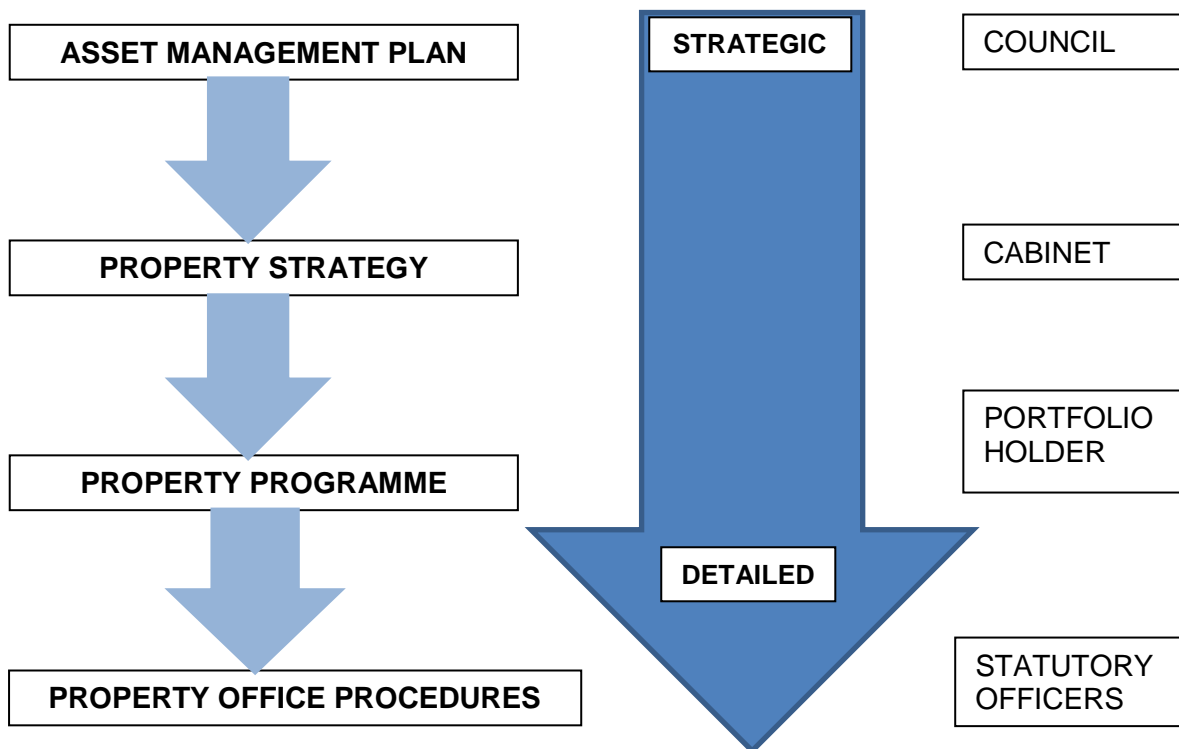 ASSET MANAGEMENT PLAN
STRATEGIC
COUNCIL
PROPERTY STRATEGY
CABINET
PORTFOLIO
HOLDER
PROPERTY PROGRAMME
DETAILED
STATUTORY
OFFICERS
PROPERTY OFFICE PROCEDURES